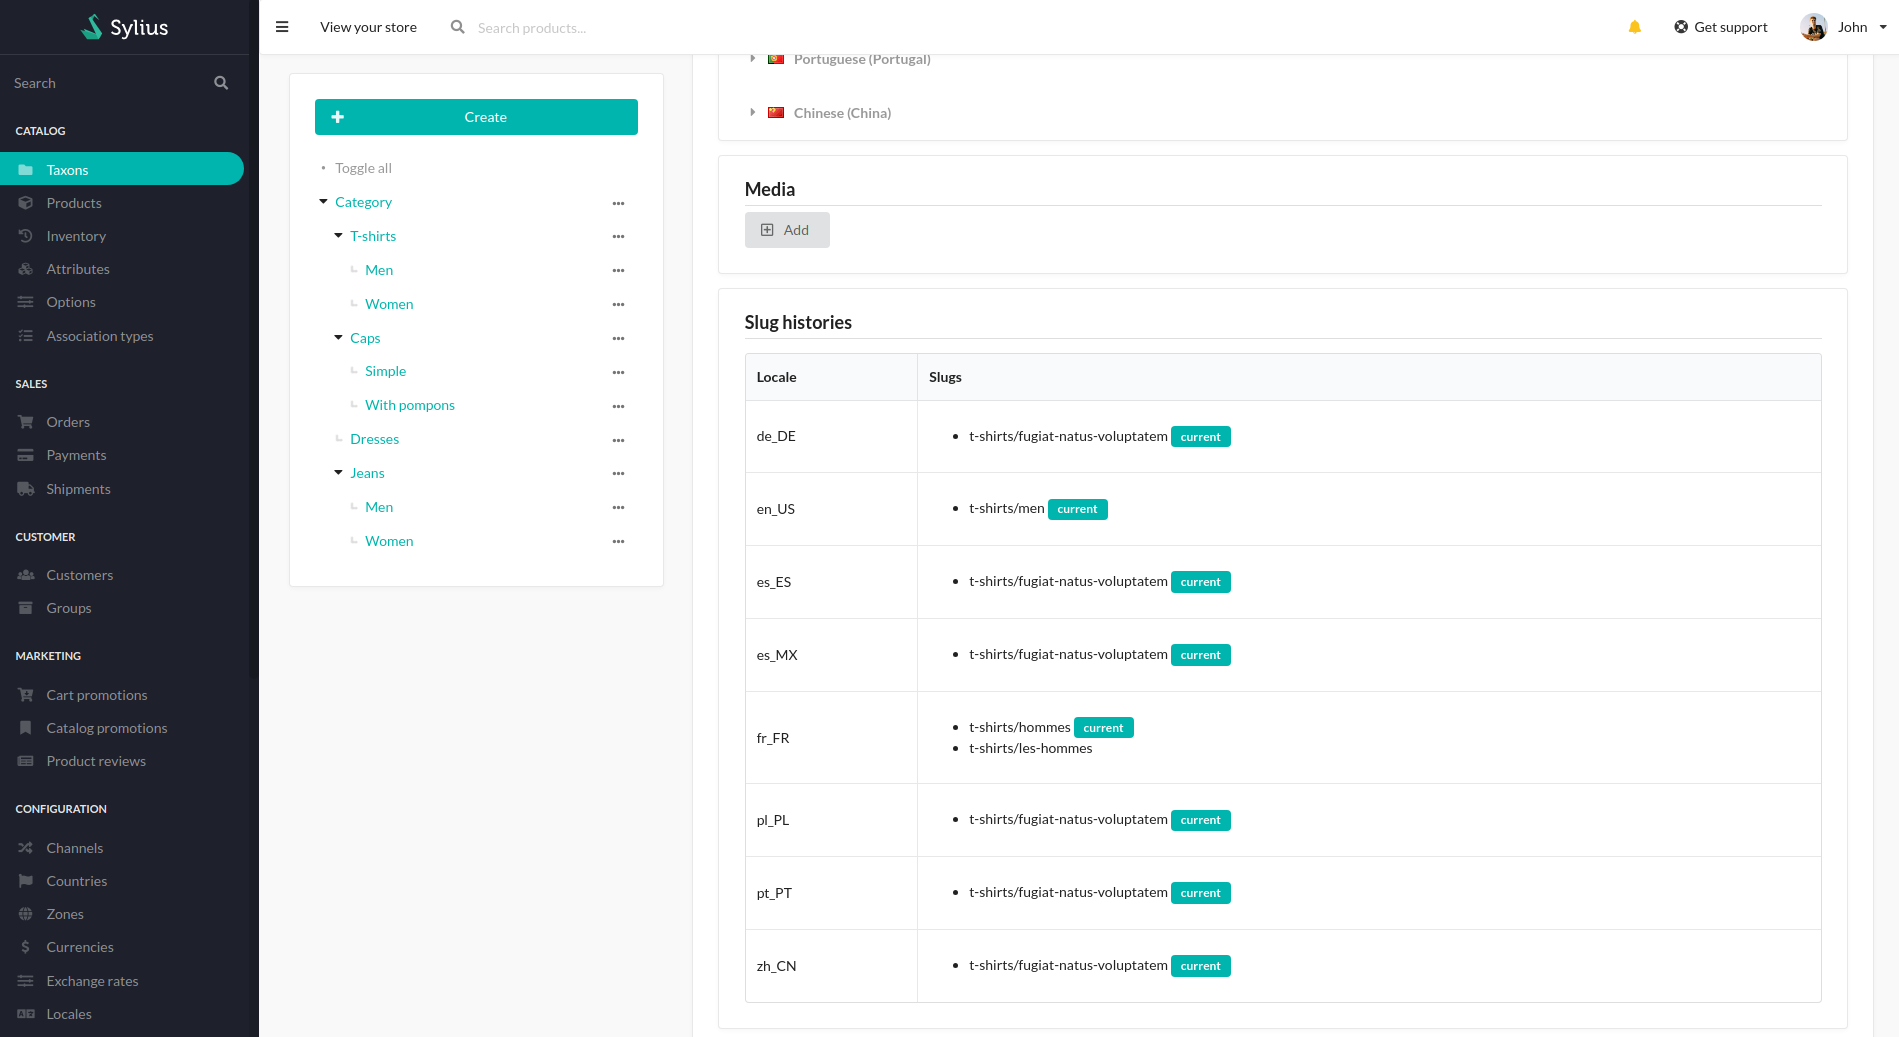 Sylius
View your store
Search products...
Get support
John
Search
CATALOG
Taxons
Products
Inventory
Attributes
Options
Association types
SALES
Orders
Payments
Shipments
CUSTOMER
Customers
Groups
MARKETING
Cart promotions
Catalog promotions
Product reviews
CONFIGURATION
Channels
Countries
Zones
Currencies
Exchange rates
Locales
Create
Toggle all
Category
T-shirts
Men
Women
Caps
Simple
With pompons
Dresses
Jeans
Men
Women
Portuguese (Portugal)
Chinese (China)
Media
Add
Slug histories
Locale Slugs
de_DE t-shirts/fugiat-natus-voluptatem current
en_US t-shirts/men current
es_ES t-shirts/fugiat-natus-voluptatem current
es_MX t-shirts/fugiat-natus-voluptatem current
fr_FR t-shirts/hommes current
t-shirts/les-hommes
pl_PL t-shirts/fugiat-natus-voluptatem current
pt_PT t-shirts/fugiat-natus-voluptatem current
zh_CN t-shirts/fugiat-natus-voluptatem current